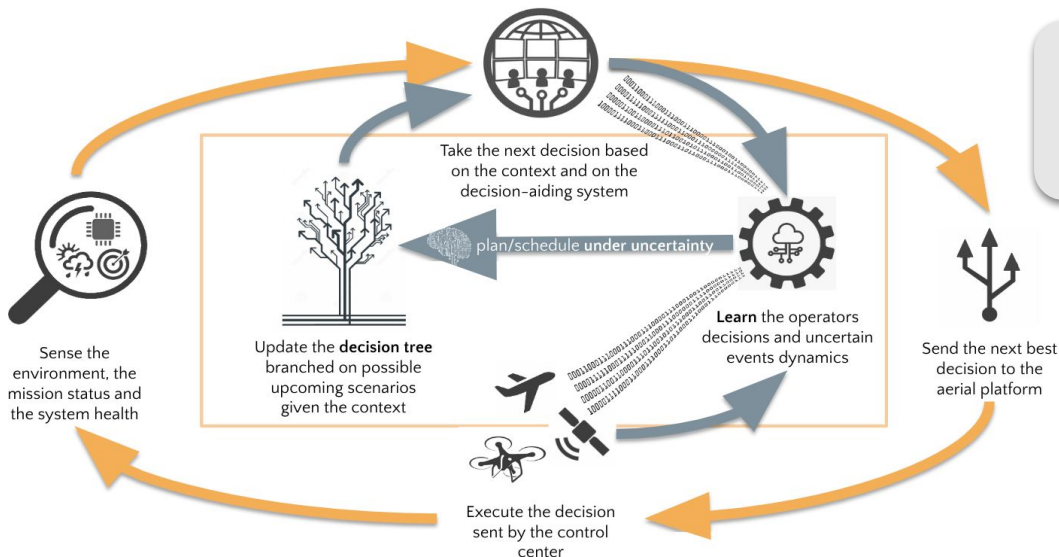 Take the next decision based
on the context and on the
decision-aiding system
plan/schedule under uncertainty
Sense the
environment, the
mission status and
the system health
Update the decision tree
branched on possible
upcoming scenarios
given the context
Learn the operators
decisions and uncertain
events dynamics
Send the next best
decision to the
aerial platform
Execute the decision
sent by the control
center